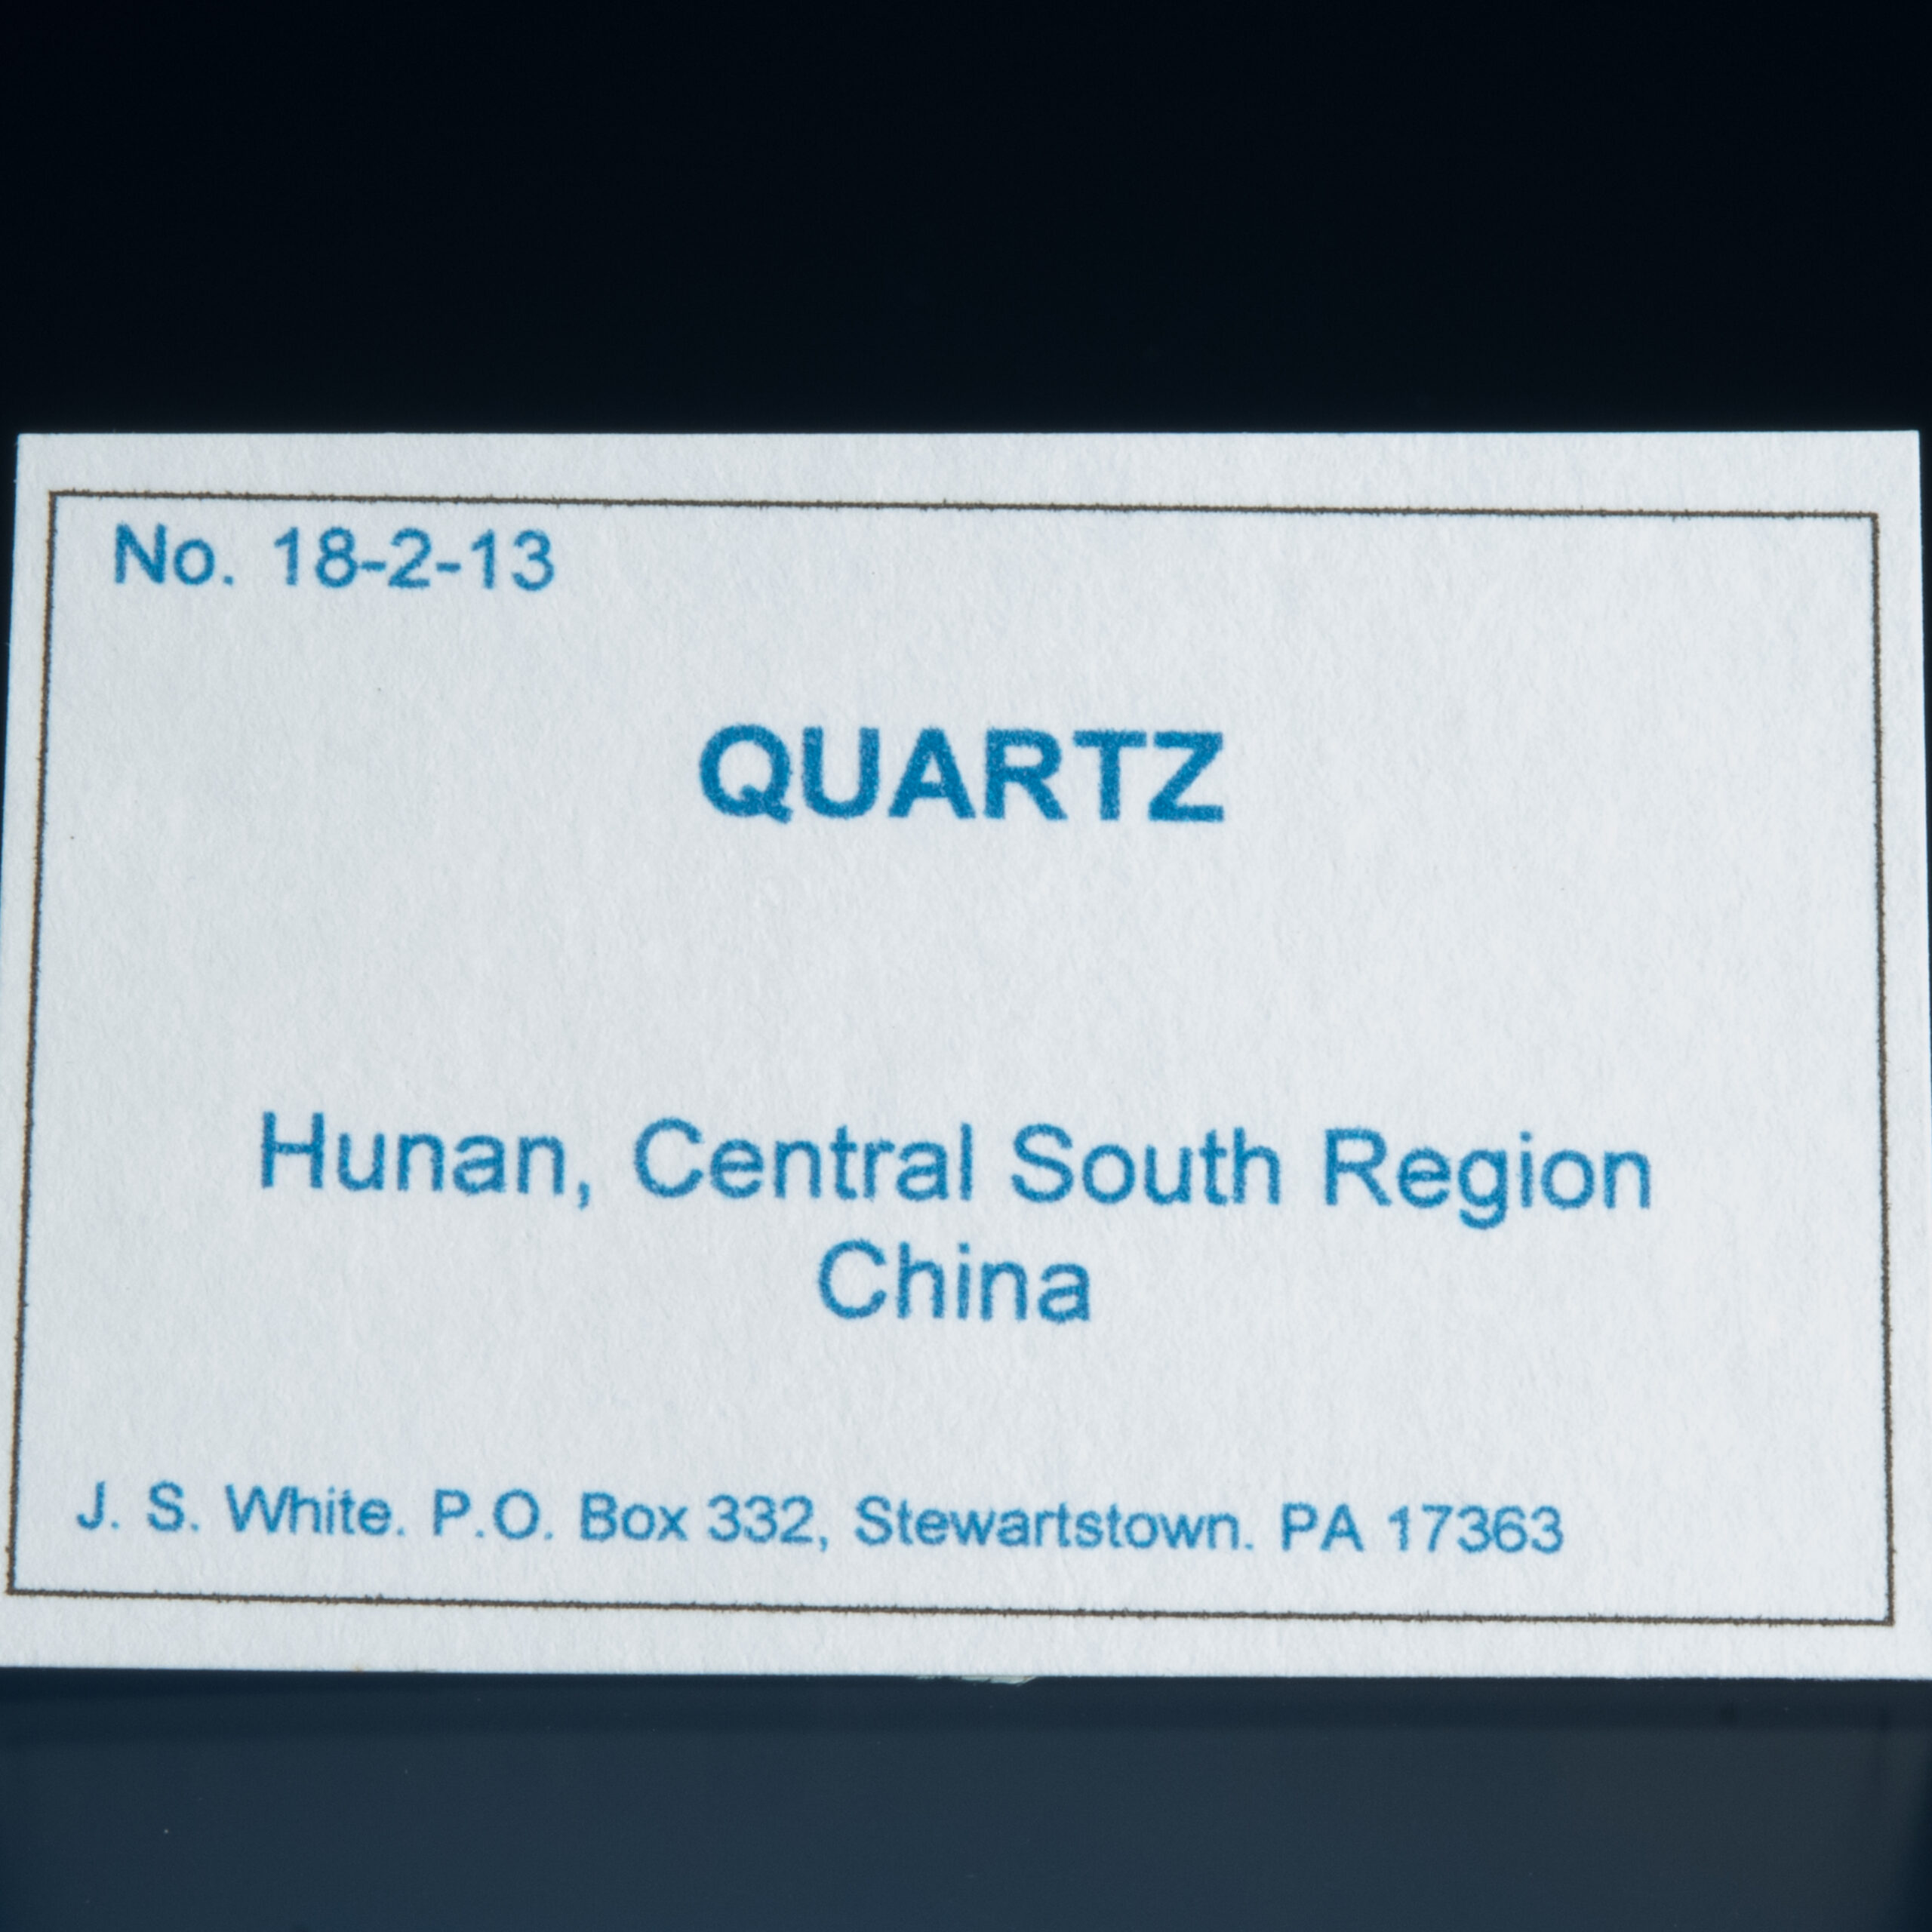 No. 18-2-13
QUARTZ
Hunan, Central South Region
China
J. S. White. P.O. Box 332, Stewartstown. PA 17363